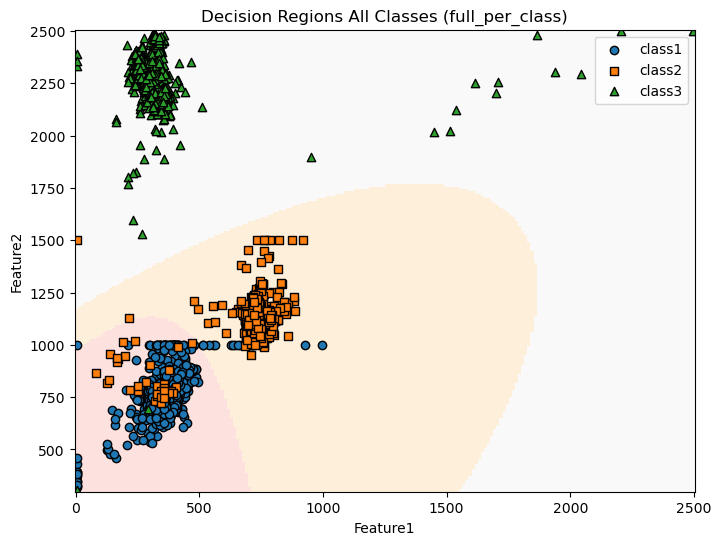 Decision Regions All Classes (full_per_class)
class1
class2
class3
Feature2
2500
2250
2000
1750
1500
1250
1000
750
500
0
500
1000
1500
2000
2500
Feature1